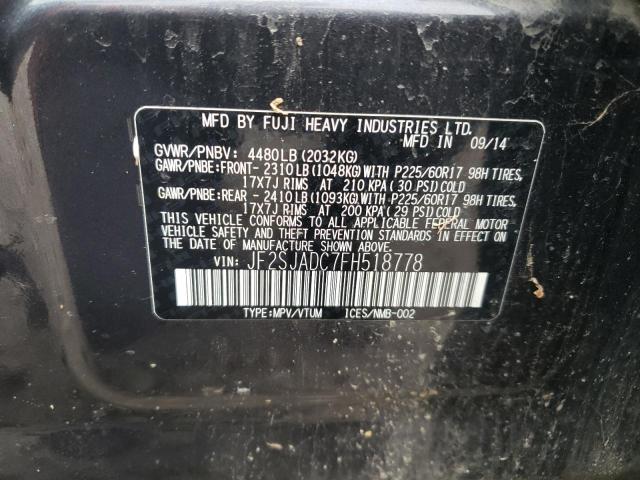 MFD BY FUJI HEAVY INDUSTRIES LTD.
MFD IN 09/14
GVWR/PNBV: 4480LB (2032KG)
GAWR/PNBE:FRONT- 2310LB (1048KG) WITH P225/60R17 98H TIRES,
17X7J RIMS AT 210 KPA (30 PSI) COLD
GAWR/PNBE:REAR - 2410LB (1093KG) WITH P225/60R17 98H TIRES,
17X7J RIMS AT 200 KPA (29 PSI) COLD
THIS VEHICLE CONFORMS TO ALL APPLICABLE FEDERAL MOTOR
VEHICLE SAFETY AND THEFT PREVENTION STANDARDS IN EFFECT
ON THE DATE OF MANUFACTURE SHOWN ABOVE.
VIN: JF2SJADC7FH518778
TYPE:MPV/VTUM ICES/NMB-002